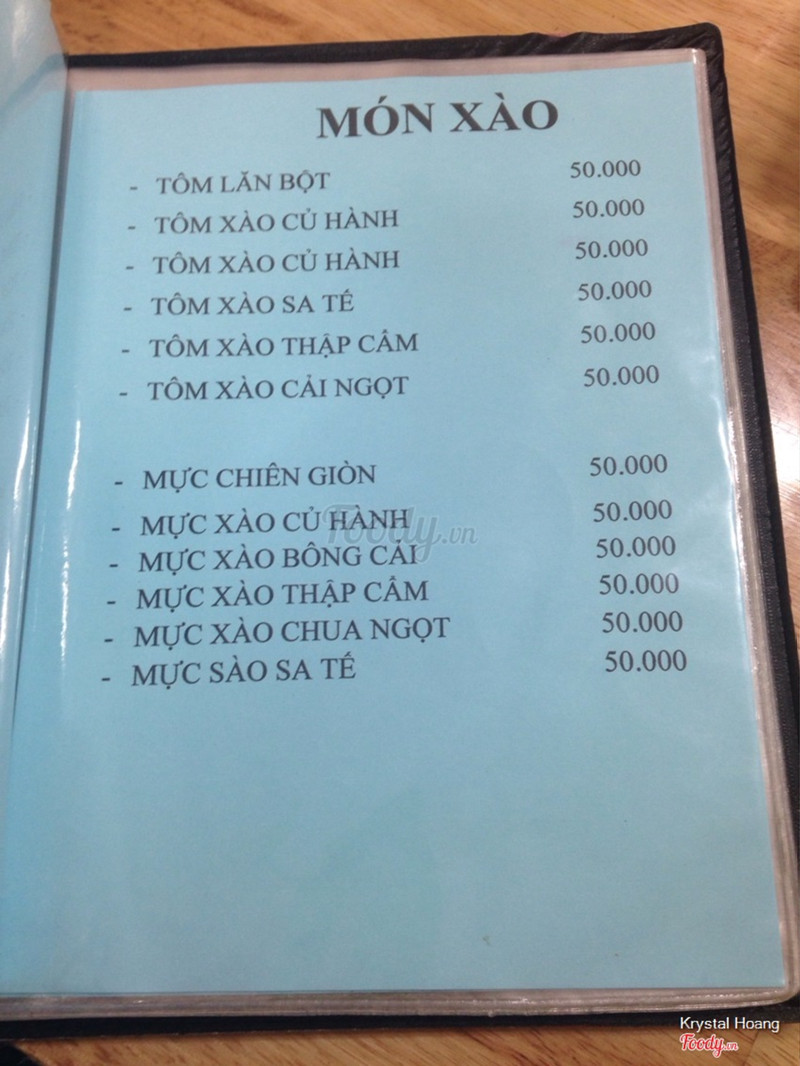 MÓN XÀO
- TÔM LĂN BỘT 50.000
- TÔM XÀO CỦ HÀNH 50.000
- TÔM XÀO CỦ HÀNH 50.000
- TÔM XÀO SA TẾ 50.000
- TÔM XÀO THẬP CẨM 50.000
- TÔM XÀO CẢI NGỌT 50.000
- MỰC CHIÊN GIÒN 50.000
- MỰC XÀO CỦ HÀNH 50.000
- MỰC XÀO BÔNG CẢI 50.000
- MỰC XÀO THẬP CẨM 50.000
- MỰC XÀO CHUA NGỌT 50.000
- MỰC SÀO SA TẾ 50.000
Foody.vn
Krystal Hoang
Foody.vn